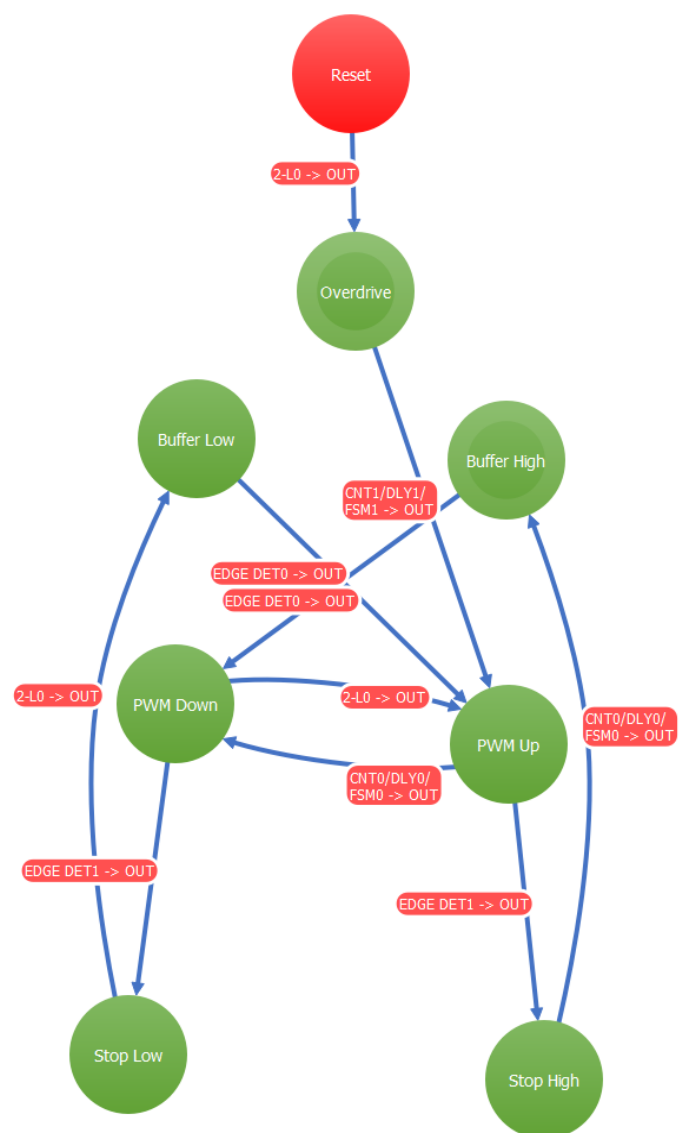 Reset
2-L0 -> OUT
Overdrive
Buffer Low
Buffer High
CNT1/DLY1/
FSM1 -> OUT
EDGE DET0 -> OUT
EDGE DET0 -> OUT
2-L0 -> OUT
PWM Down
2-L0 -> OUT
CNT0/DLY0/
FSM0 -> OUT
PWM Up
CNT0/DLY0/
FSM0 -> OUT
EDGE DET1 -> OUT
EDGE DET1 -> OUT
Stop Low
Stop High